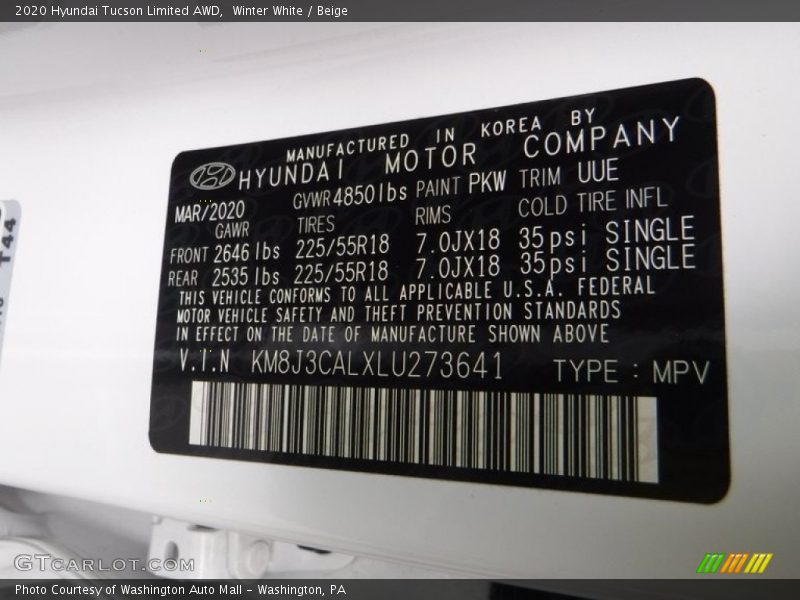 2020 Hyundai Tucson Limited AWD,  Winter White / Beige
MANUFACTURED IN KOREA BY
HYUNDAI MOTOR COMPANY
MAR/2020 GVWR 4850lbs PAINT PKW TRIM UUE
GAWR TIRES RIMS COLD TIRE INFL
FRONT 2646 lbs 225/55R18 7.0JX18 35psi SINGLE
REAR 2535 lbs 225/55R18 7.0JX18 35psi SINGLE
THIS VEHICLE CONFORMS TO ALL APPLICABLE U.S.A. FEDERAL
MOTOR VEHICLE SAFETY AND THEFT PREVENTION STANDARDS
IN EFFECT ON THE DATE OF MANUFACTURE SHOWN ABOVE
V.I.N KM8J3CALXLU273641 TYPE : MPV
T44
GTCARLOT.COM
Photo Courtesy of Washington Auto Mall - Washington, PA